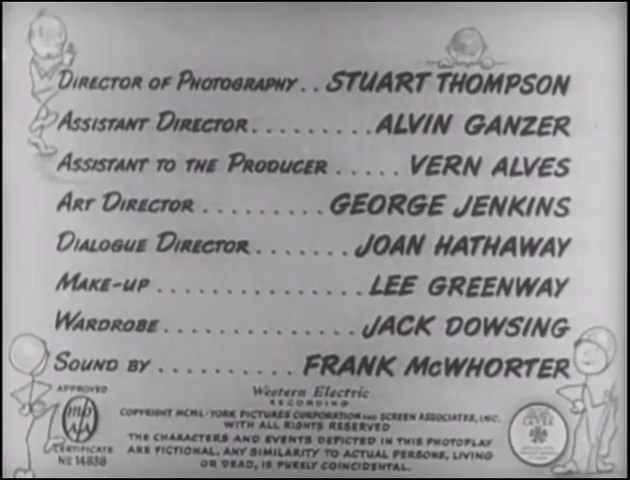 DIRECTOR OF PHOTOGRAPHY . . STUART THOMPSON
ASSISTANT DIRECTOR . . . . . . . . . ALVIN GANZER
ASSISTANT TO THE PRODUCER . . . . . VERN ALVES
ART DIRECTOR . . . . . . . . . GEORGE JENKINS
DIALOGUE DIRECTOR . . . . . . . JOAN HATHAWAY
MAKE-UP . . . . . . . . . . . . . . . LEE GREENWAY
WARDROBE . . . . . . . . . . . . . . JACK DOWSING
SOUND BY . . . . . . . . . . FRANK McWHORTER
Western Electric
RECORDING
APPROVED
MPAA
CERTIFICATE
No 14838
COPYRIGHT MCML - YORK PICTURES CORPORATION AND SCREEN ASSOCIATES, INC.
WITH ALL RIGHTS RESERVED
THE CHARACTERS AND EVENTS DEPICTED IN THIS PHOTOPLAY
ARE FICTIONAL. ANY SIMILARITY TO ACTUAL PERSONS, LIVING
OR DEAD, IS PURELY COINCIDENTAL.